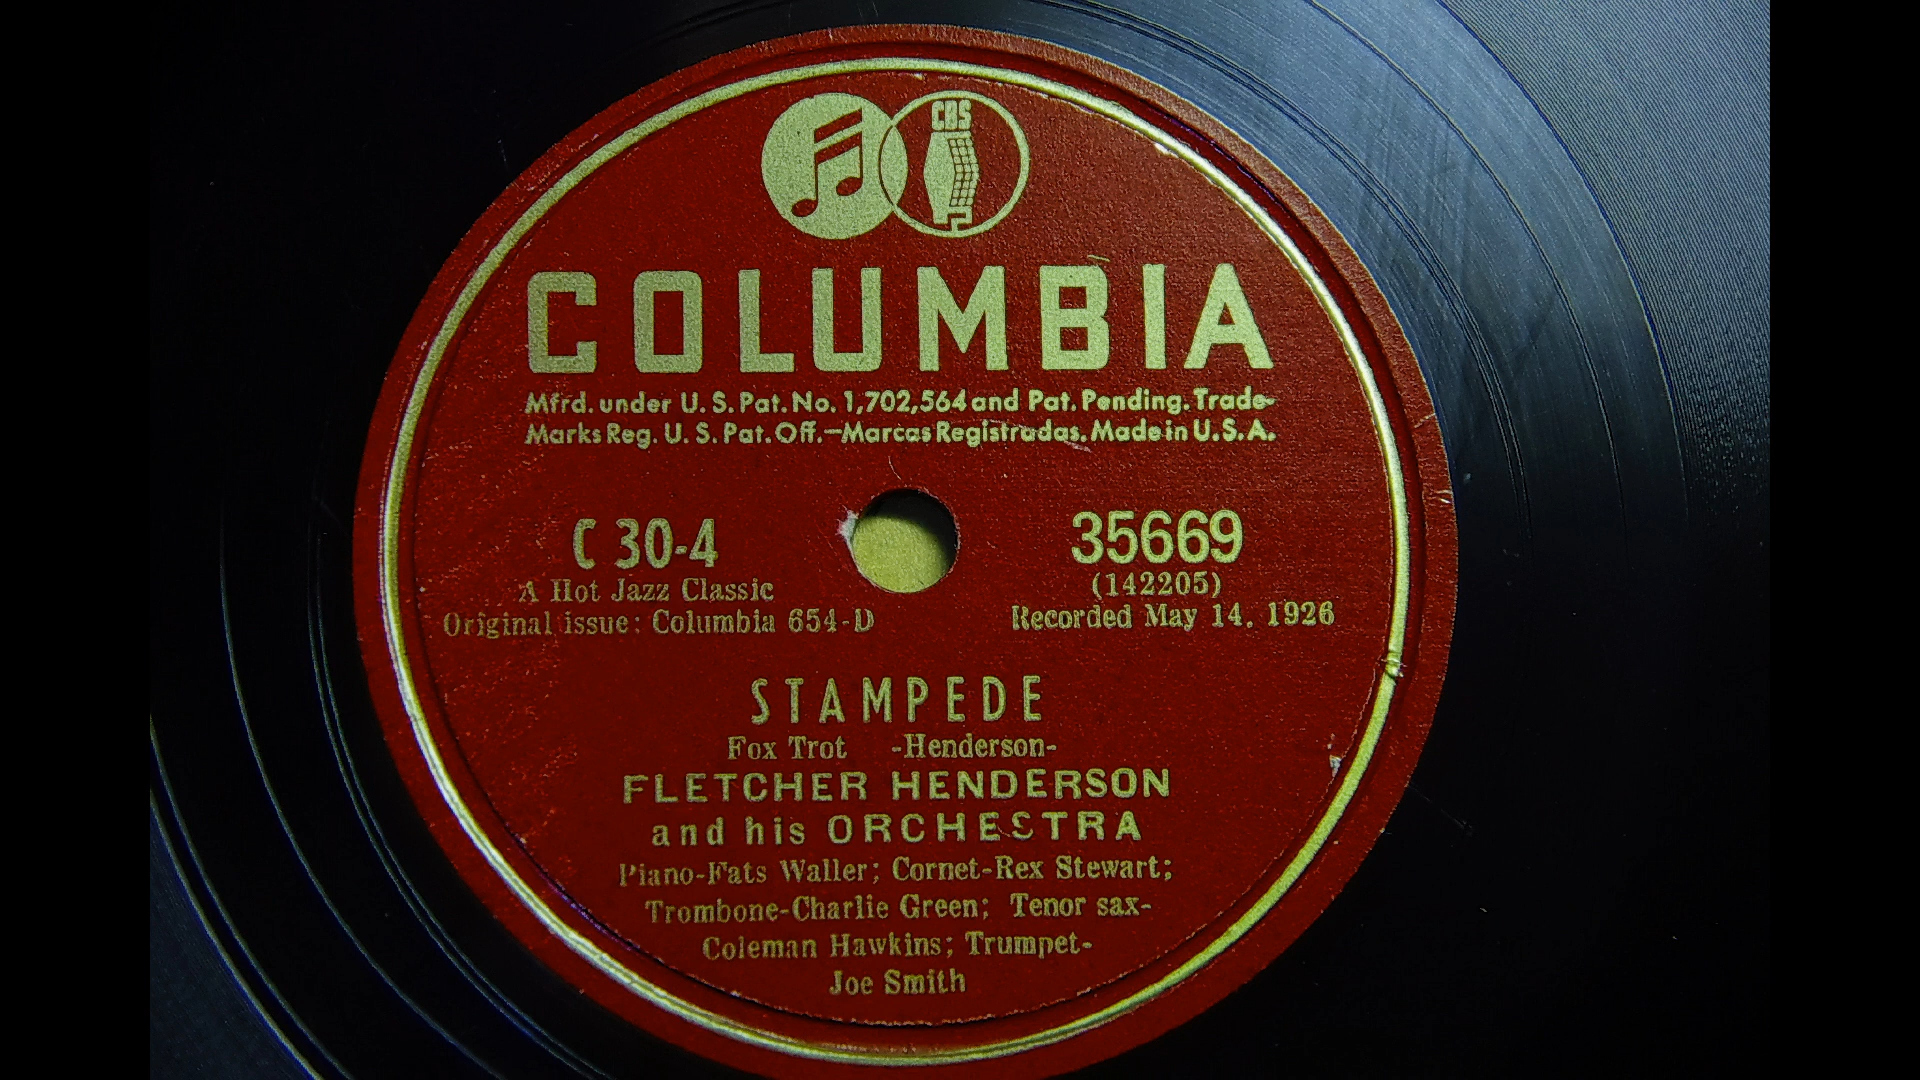 CBS
COLUMBIA
Mfrd. under U. S. Pat. No. 1,702,564 and Pat. Pending. Trade-
Marks Reg. U. S. Pat. Off.—Marcas Registradas. Made in U.S.A.
C 30-4
A Hot Jazz Classic
Original issue: Columbia 654-D
35669
(142205)
Recorded May 14, 1926
STAMPEDE
Fox Trot -Henderson-
FLETCHER HENDERSON
and his ORCHESTRA
Piano-Fats Waller; Cornet-Rex Stewart;
Trombone-Charlie Green; Tenor sax-
Coleman Hawkins; Trumpet-
Joe Smith